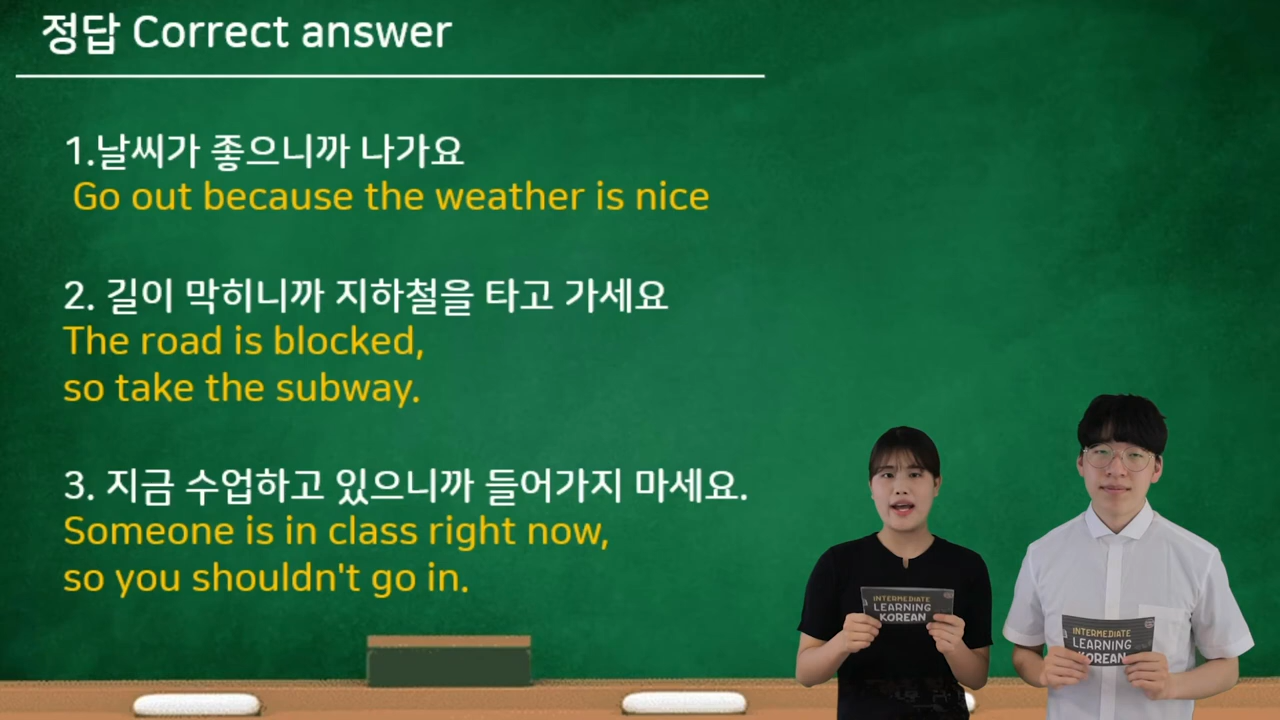 정답 Correct answer
1.날씨가 좋으니까 나가요
Go out because the weather is nice
2. 길이 막히니까 지하철을 타고 가세요
The road is blocked,
so take the subway.
3. 지금 수업하고 있으니까 들어가지 마세요.
Someone is in class right now,
so you shouldn't go in.
INTERMEDIATE
LEARNING
KOREAN
INTERMEDIATE
LEARNING
KOREAN